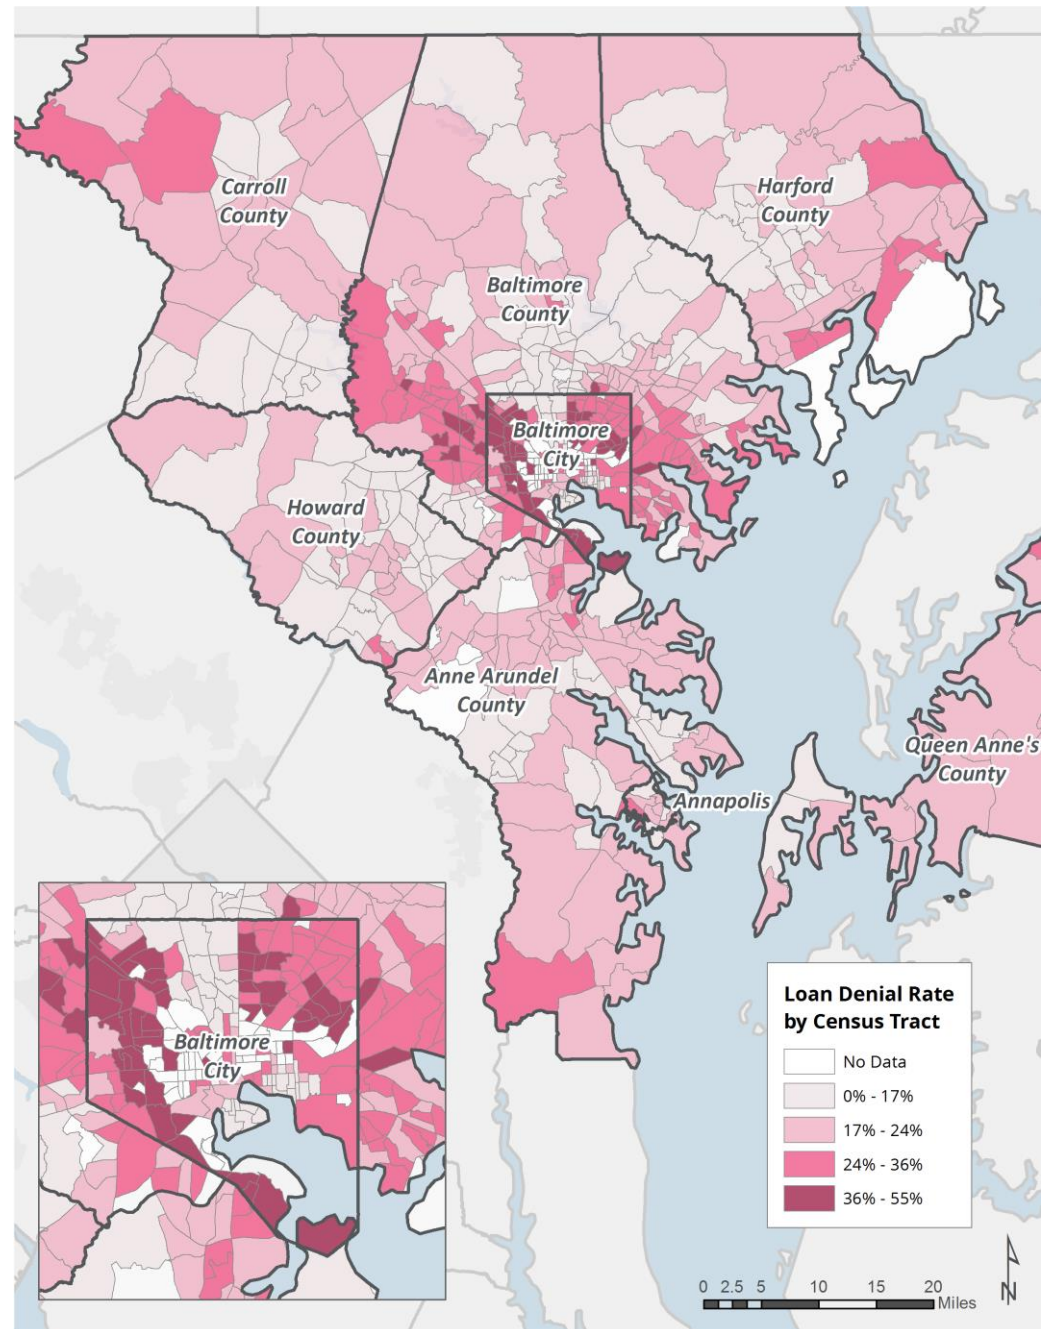 Carroll
County
Harford
County
Baltimore
County
Baltimore
City
Howard
County
Anne Arundel
County
Queen Anne's
County
Annapolis
Baltimore
City
Loan Denial Rate
by Census Tract
No Data
0% - 17%
17% - 24%
24% - 36%
36% - 55%
0 2.5 5 10 15 20
Miles
N